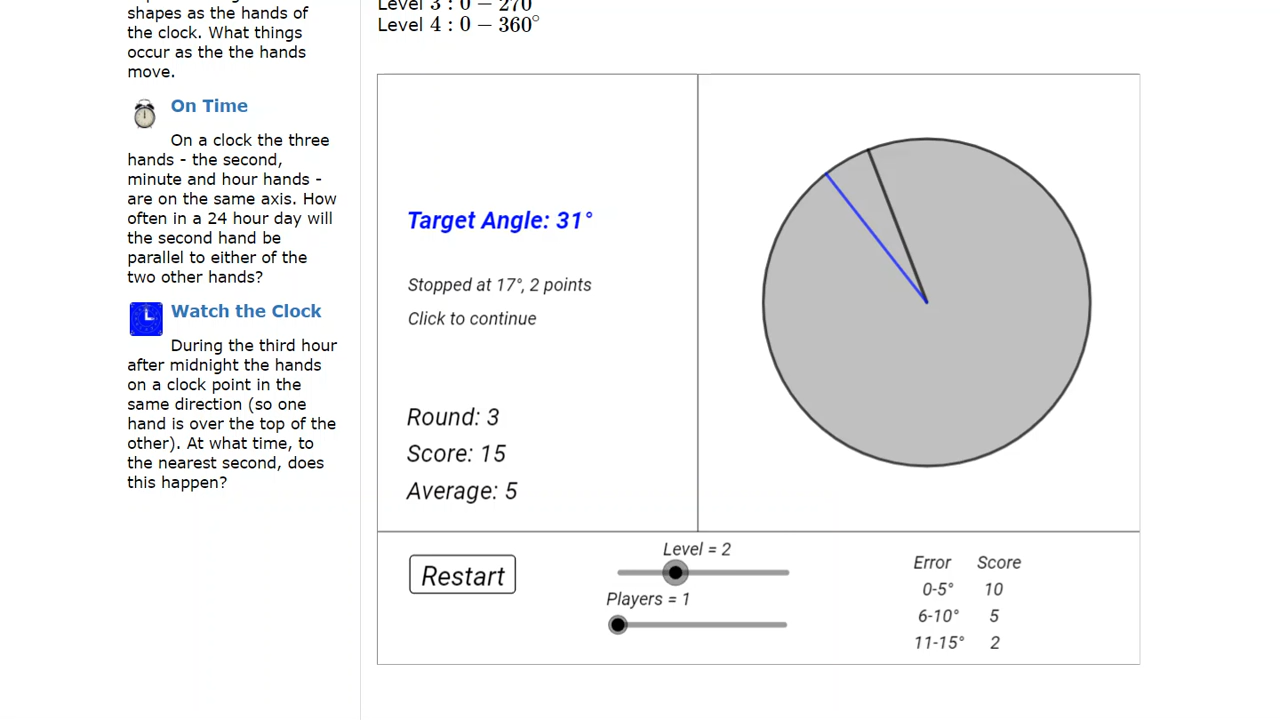 shapes as the hands of
the clock. What things
occur as the the hands
move.
On Time
On a clock the three
hands - the second,
minute and hour hands -
are on the same axis. How
often in a 24 hour day will
the second hand be
parallel to either of the
two other hands?
Watch the Clock
During the third hour
after midnight the hands
on a clock point in the
same direction (so one
hand is over the top of the
other). At what time, to
the nearest second, does
this happen?
Level 3 : 0 − 270
Level 4 : 0 − 360°
Target Angle: 31°
Stopped at 17°, 2 points
Click to continue
Round: 3
Score: 15
Average: 5
Restart
Level = 2
Players = 1
Error Score
0-5° 10
6-10° 5
11-15° 2